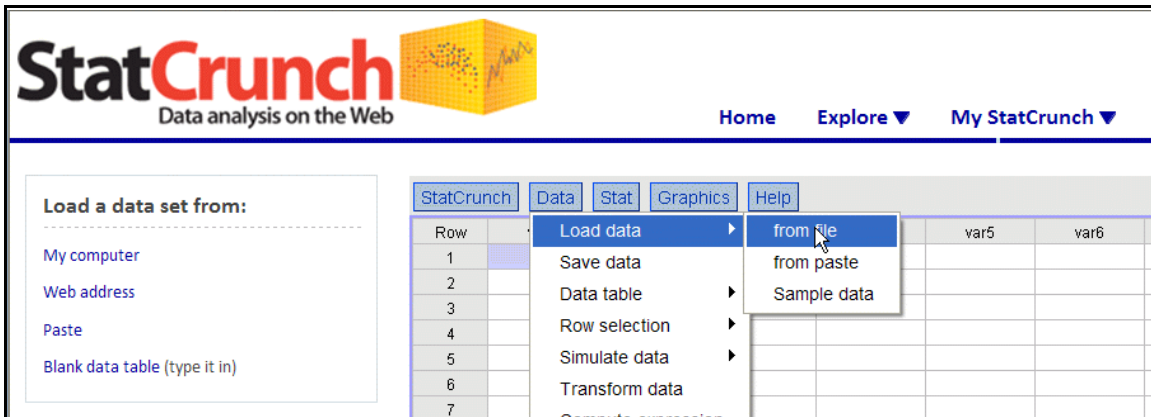 StatCrunch
Data analysis on the Web
Home Explore My StatCrunch
Load a data set from:
My computer
Web address
Paste
Blank data table (type it in)
StatCrunch Data Stat Graphics Help
Row var5 var6
1
2
3
4
5
6
7
Load data
Save data
Data table
Row selection
Simulate data
Transform data
from file
from paste
Sample data